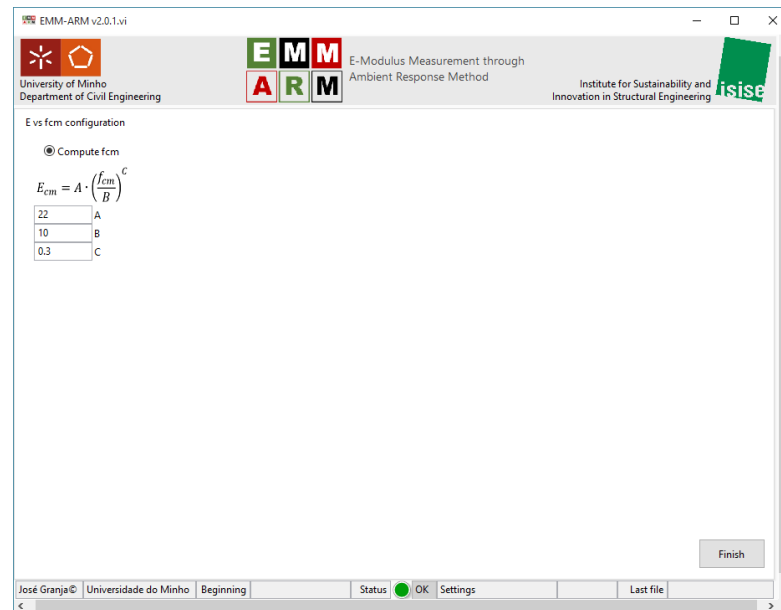 EMM-ARM v2.0.1.vi
University of Minho
Department of Civil Engineering
E M M
A R M
E-Modulus Measurement through
Ambient Response Method
Institute for Sustainability and
Innovation in Structural Engineering
isise
E vs fcm configuration
Compute fcm
E_cm = A · (f_cm / B)^C
22 A
10 B
0.3 C
Finish
José Granja© Universidade do Minho Beginning Status OK Settings Last file